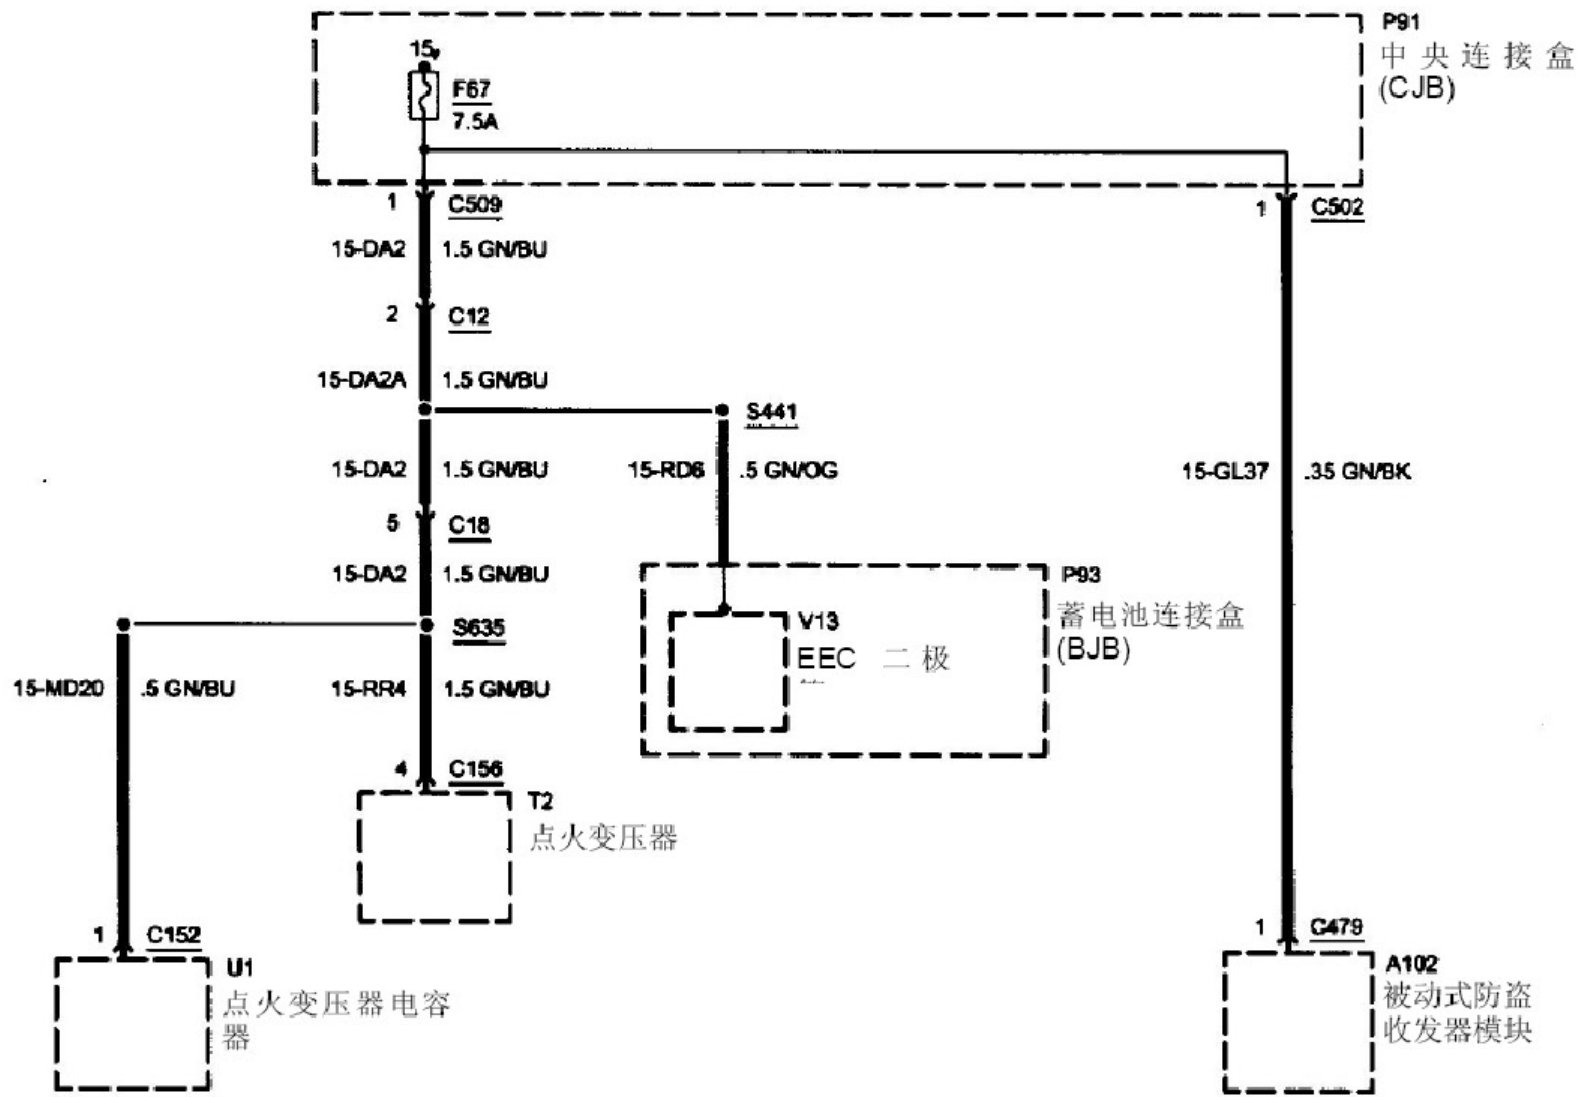 P91
中央连接盒
(CJB)
15
F67
7.5A
1 C509
1 C502
15-DA2 1.5 GN/BU
2 C12
15-DA2A 1.5 GN/BU
S441
15-DA2 1.5 GN/BU
15-RD6 .5 GN/OG
15-GL37 .35 GN/BK
5 C18
15-DA2 1.5 GN/BU
P93
蓄电池连接盒
(BJB)
V13
EEC 二极
S635
15-MD20 .5 GN/BU
15-RR4 1.5 GN/BU
4 C156
T2
点火变压器
1 C152
U1
点火变压器电容
器
1 C479
A102
被动式防盗
收发器模块